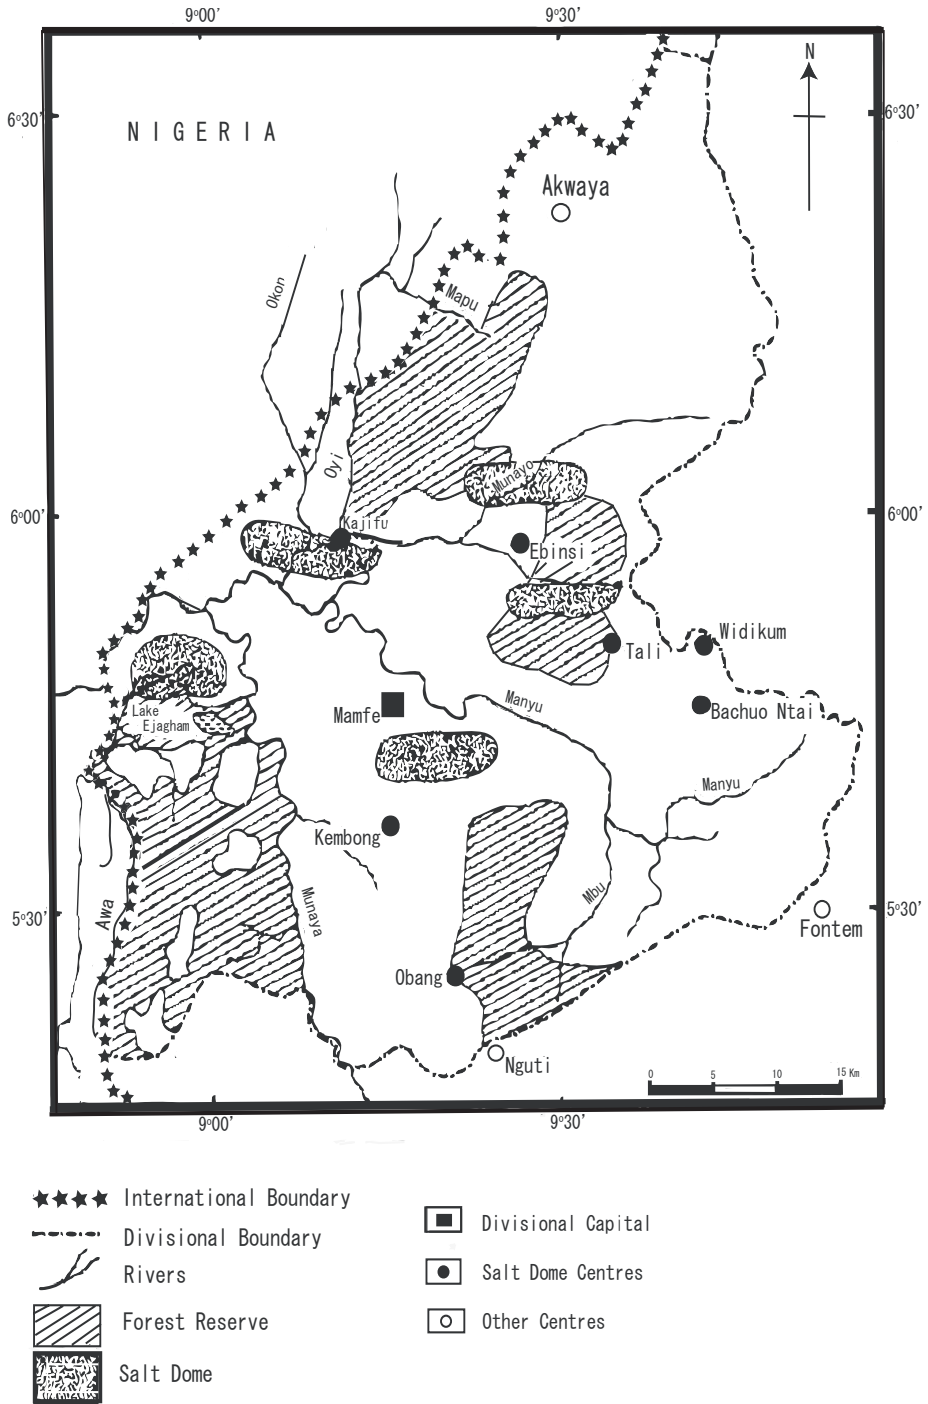 9°00' 9°30'
N
6°30' 6°30'
NIGERIA
Akwaya
Okon
Mapu
Oyi
Munayo
6°00' 6°00'
Kajifu
Ebinsi
Widikum
Tali
Manyu
Bachuo Ntai
Lake
Ejagham
Mamfe
Manyu
Kembong
Mbu
Munaya
Awa
5°30' 5°30'
Fontem
Obang
Nguti
0 5 10 15 Km
9°00' 9°30'
International Boundary
Divisional Boundary
Rivers
Forest Reserve
Salt Dome
Divisional Capital
Salt Dome Centres
Other Centres